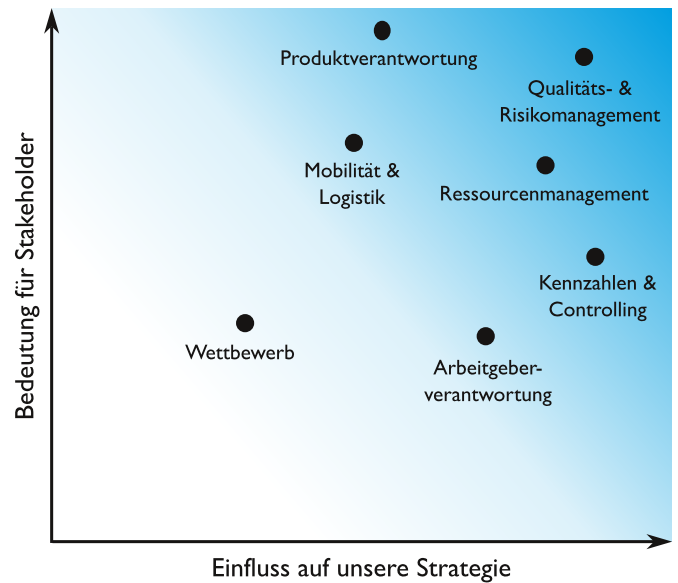 Produktverantwortung
Qualitäts- &
Risikomanagement
Mobilität &
Logistik
Ressourcenmanagement
Kennzahlen &
Controlling
Wettbewerb
Arbeitgeber-
verantwortung
Bedeutung für Stakeholder
Einfluss auf unsere Strategie